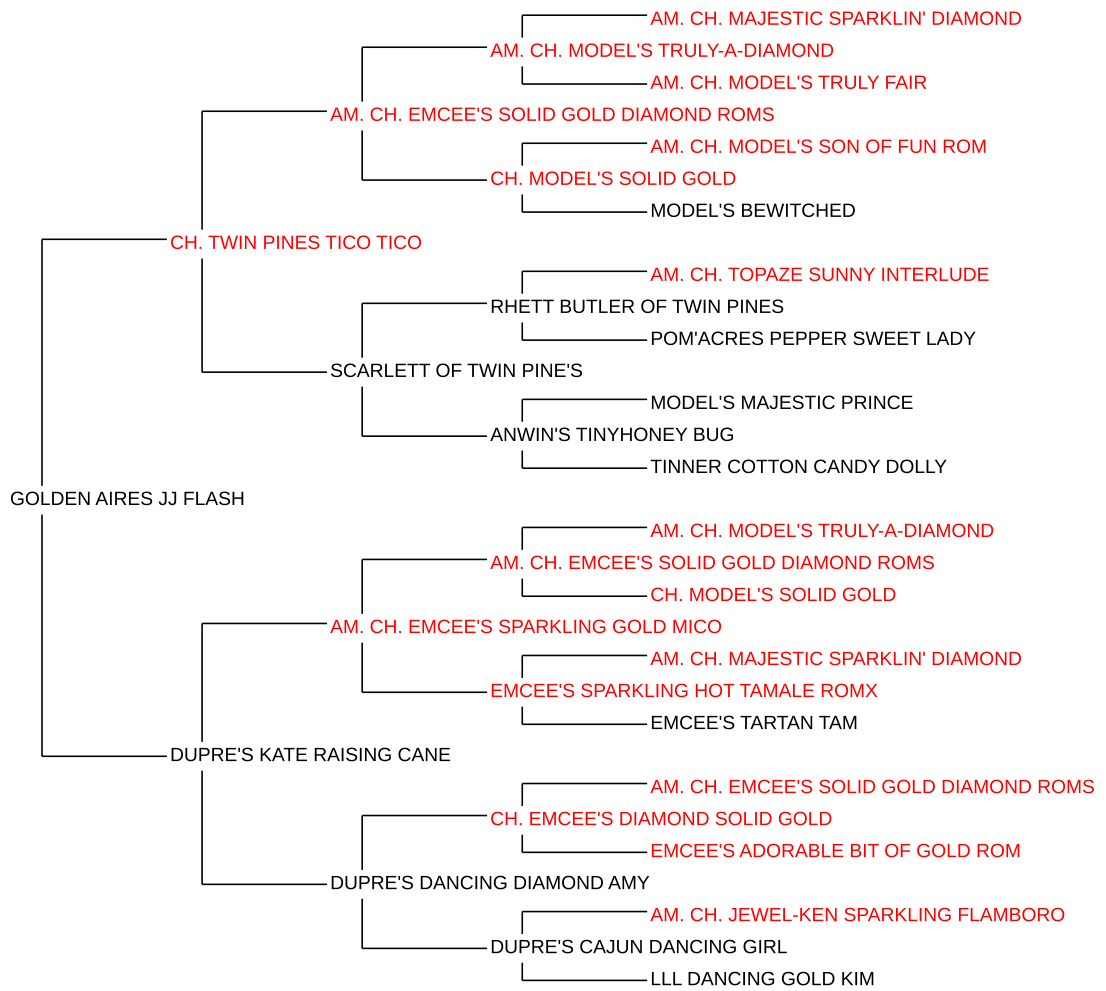 AM. CH. MAJESTIC SPARKLIN' DIAMOND
AM. CH. MODEL'S TRULY-A-DIAMOND
AM. CH. MODEL'S TRULY FAIR
AM. CH. EMCEE'S SOLID GOLD DIAMOND ROMS
AM. CH. MODEL'S SON OF FUN ROM
CH. MODEL'S SOLID GOLD
MODEL'S BEWITCHED
CH. TWIN PINES TICO TICO
AM. CH. TOPAZE SUNNY INTERLUDE
RHETT BUTLER OF TWIN PINES
POM'ACRES PEPPER SWEET LADY
SCARLETT OF TWIN PINE'S
MODEL'S MAJESTIC PRINCE
ANWIN'S TINYHONEY BUG
TINNER COTTON CANDY DOLLY
GOLDEN AIRES JJ FLASH
AM. CH. MODEL'S TRULY-A-DIAMOND
AM. CH. EMCEE'S SOLID GOLD DIAMOND ROMS
CH. MODEL'S SOLID GOLD
AM. CH. EMCEE'S SPARKLING GOLD MICO
AM. CH. MAJESTIC SPARKLIN' DIAMOND
EMCEE'S SPARKLING HOT TAMALE ROMX
EMCEE'S TARTAN TAM
DUPRE'S KATE RAISING CANE
AM. CH. EMCEE'S SOLID GOLD DIAMOND ROMS
CH. EMCEE'S DIAMOND SOLID GOLD
EMCEE'S ADORABLE BIT OF GOLD ROM
DUPRE'S DANCING DIAMOND AMY
AM. CH. JEWEL-KEN SPARKLING FLAMBORO
DUPRE'S CAJUN DANCING GIRL
LLL DANCING GOLD KIM